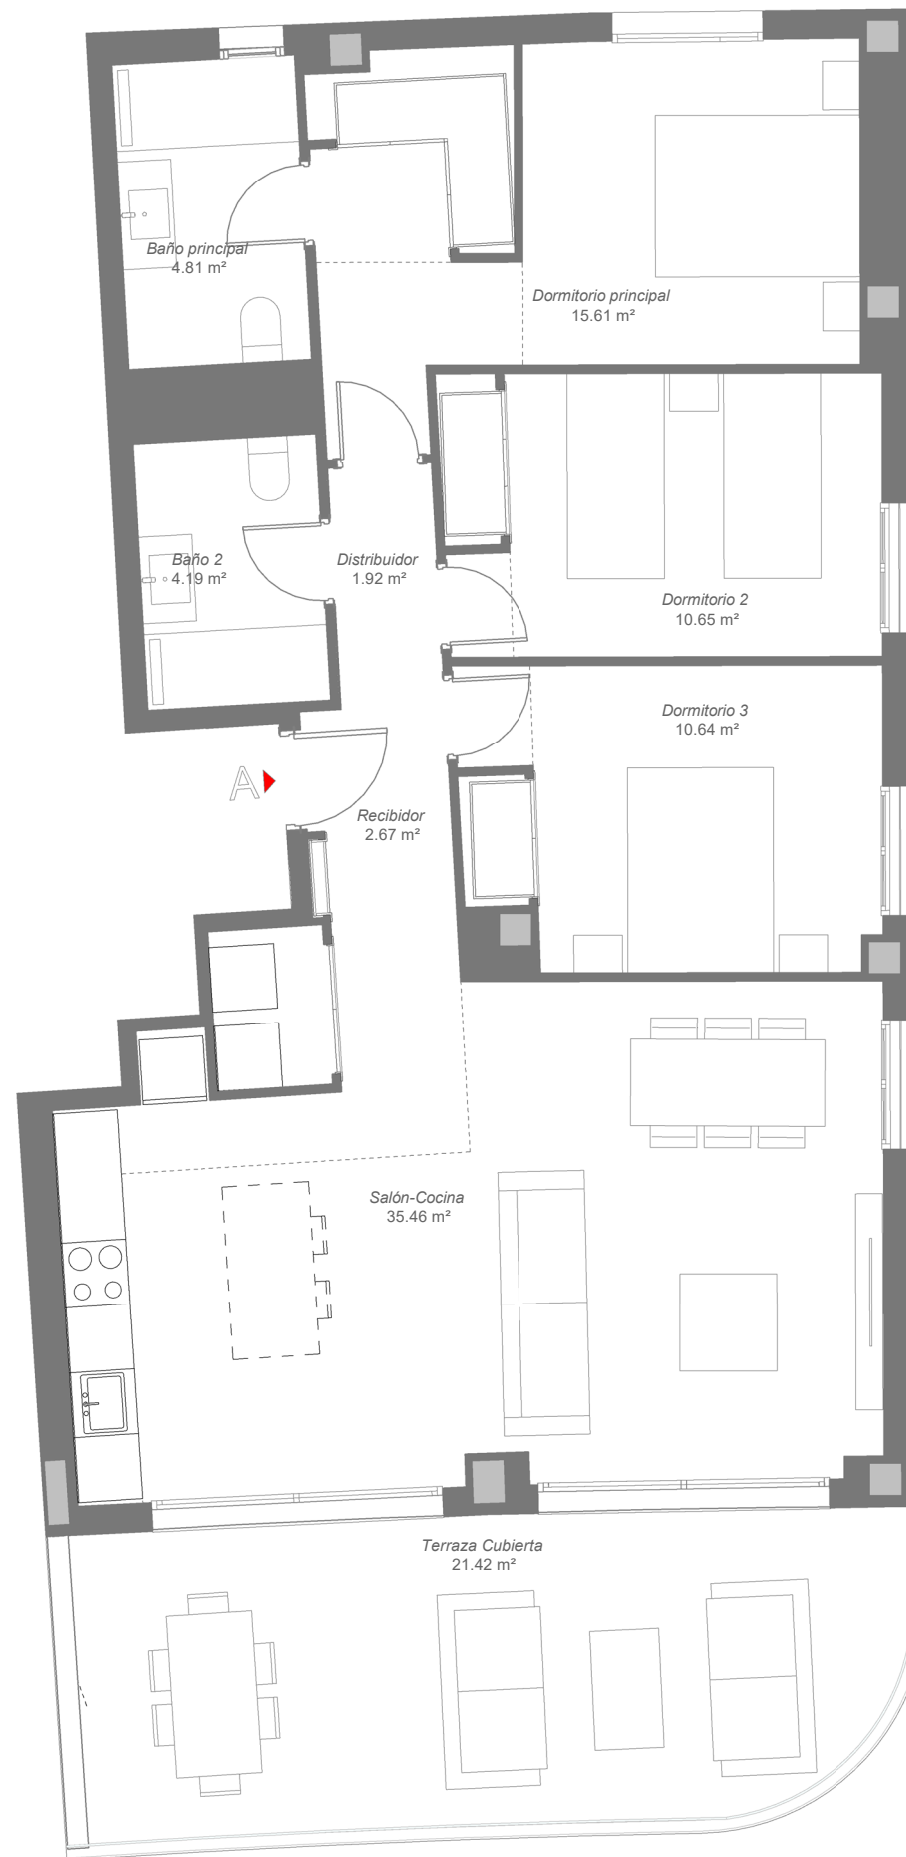 Baño principal
4.81 m²
Dormitorio principal
15.61 m²
Baño 2
4.19 m²
Distribuidor
1.92 m²
Dormitorio 2
10.65 m²
Dormitorio 3
10.64 m²
A
Recibidor
2.67 m²
Salón-Cocina
35.46 m²
Terraza Cubierta
21.42 m²